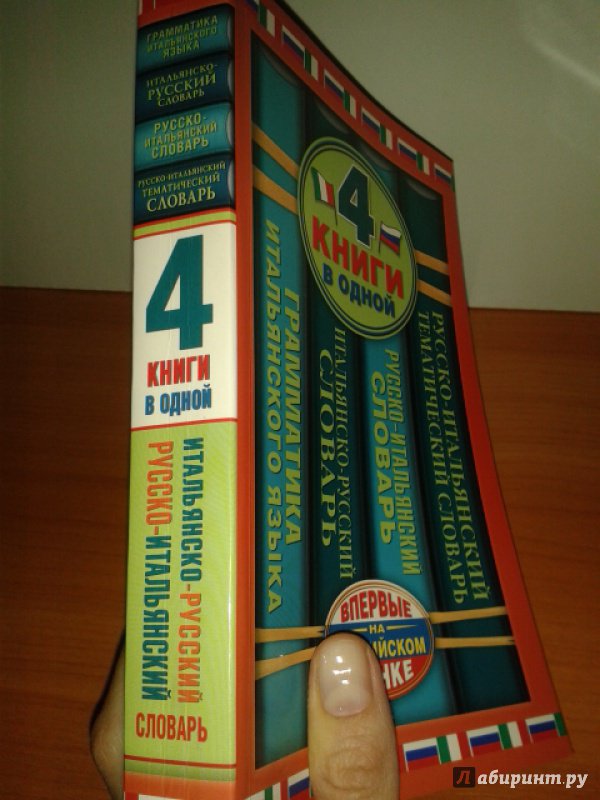 ГРАММАТИКА
ИТАЛЬЯНСКОГО
ЯЗЫКА
ИТАЛЬЯНСКО-
РУССКИЙ
СЛОВАРЬ
РУССКО-
ИТАЛЬЯНСКИЙ
СЛОВАРЬ
РУССКО-ИТАЛЬЯНСКИЙ
ТЕМАТИЧЕСКИЙ
СЛОВАРЬ
4
КНИГИ
В ОДНОЙ
ИТАЛЬЯНСКО-РУССКИЙ
РУССКО-ИТАЛЬЯНСКИЙ
СЛОВАРЬ
4
КНИГИ
В ОДНОЙ
ГРАММАТИКА
ИТАЛЬЯНСКОГО ЯЗЫКА
ИТАЛЬЯНСКО-РУССКИЙ
СЛОВАРЬ
РУССКО-ИТАЛЬЯНСКИЙ
СЛОВАРЬ
РУССКО-ИТАЛЬЯНСКИЙ
ТЕМАТИЧЕСКИЙ СЛОВАРЬ
ВПЕРВЫЕ
НА
Лабиринт.ру